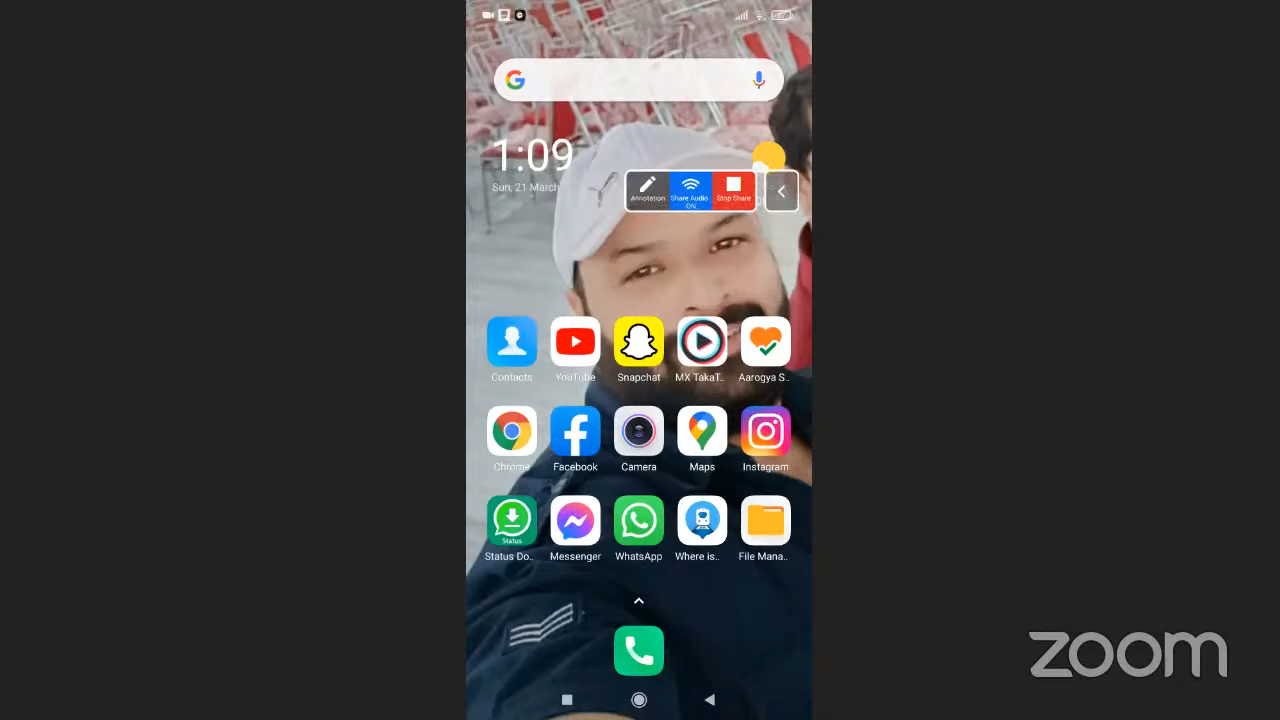 1:09
Sun, 21 March
Annotation
Share Audio
ON
Stop Share
Contacts
YouTube
Snapchat
MX TakaT..
Aarogya S..
Chrome
Facebook
Camera
Maps
Instagram
Status
Status Do..
Messenger
WhatsApp
Where is..
File Mana..
zoom